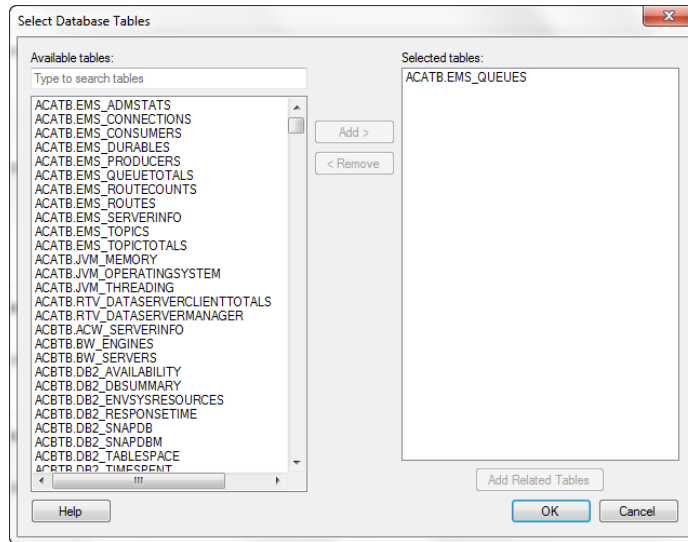 Select Database Tables
Available tables:
Type to search tables
ACATB.EMS_ADMSTATS
ACATB.EMS_CONNECTIONS
ACATB.EMS_CONSUMERS
ACATB.EMS_DURABLES
ACATB.EMS_PRODUCERS
ACATB.EMS_QUEUETOTALS
ACATB.EMS_ROUTECOUNTS
ACATB.EMS_ROUTES
ACATB.EMS_SERVERINFO
ACATB.EMS_TOPICS
ACATB.EMS_TOPICTOTALS
ACATB.JVM_MEMORY
ACATB.JVM_OPERATINGSYSTEM
ACATB.JVM_THREADING
ACATB.RTV_DATASERVERCLIENTTOTALS
ACATB.RTV_DATASERVERMANAGER
ACBTB.ACW_SERVERINFO
ACBTB.BW_ENGINES
ACBTB.BW_SERVERS
ACBTB.DB2_AVAILABILITY
ACBTB.DB2_DBSUMMARY
ACBTB.DB2_ENVSYSRESOURCES
ACBTB.DB2_RESPONSETIME
ACBTB.DB2_SNAPDB
ACBTB.DB2_SNAPDBM
ACBTB.DB2_TABLESPACE
ACBTB.DB2_TIMESPENT
Add >
< Remove
Selected tables:
ACATB.EMS_QUEUES
Add Related Tables
Help
OK
Cancel